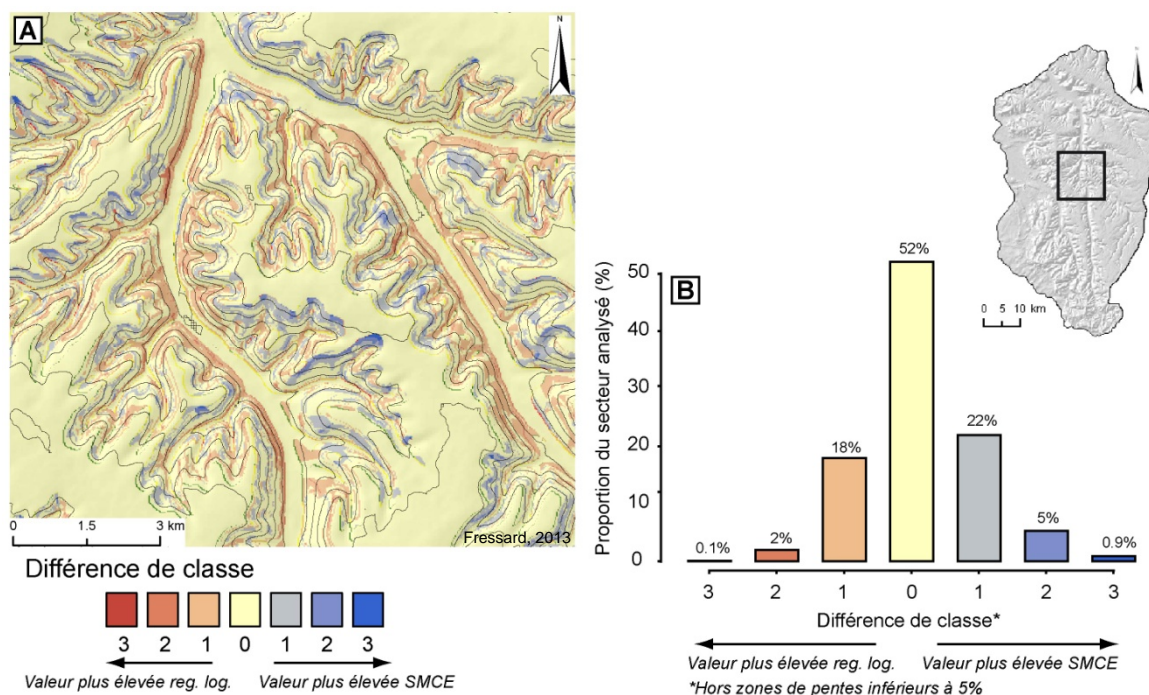 A
N
0 1.5 3 km
Fressard, 2013
Différence de classe
3 2 1 0 1 2 3
Valeur plus élevée reg. log. Valeur plus élevée SMCE
0 5 10 km
B
Proportion du secteur analysé (%)
50
40
30
20
10
0
0.1%
2%
18%
52%
22%
5%
0.9%
3 2 1 0 1 2 3
Différence de classe*
Valeur plus élevée reg. log. Valeur plus élevée SMCE
*Hors zones de pentes inférieurs à 5%